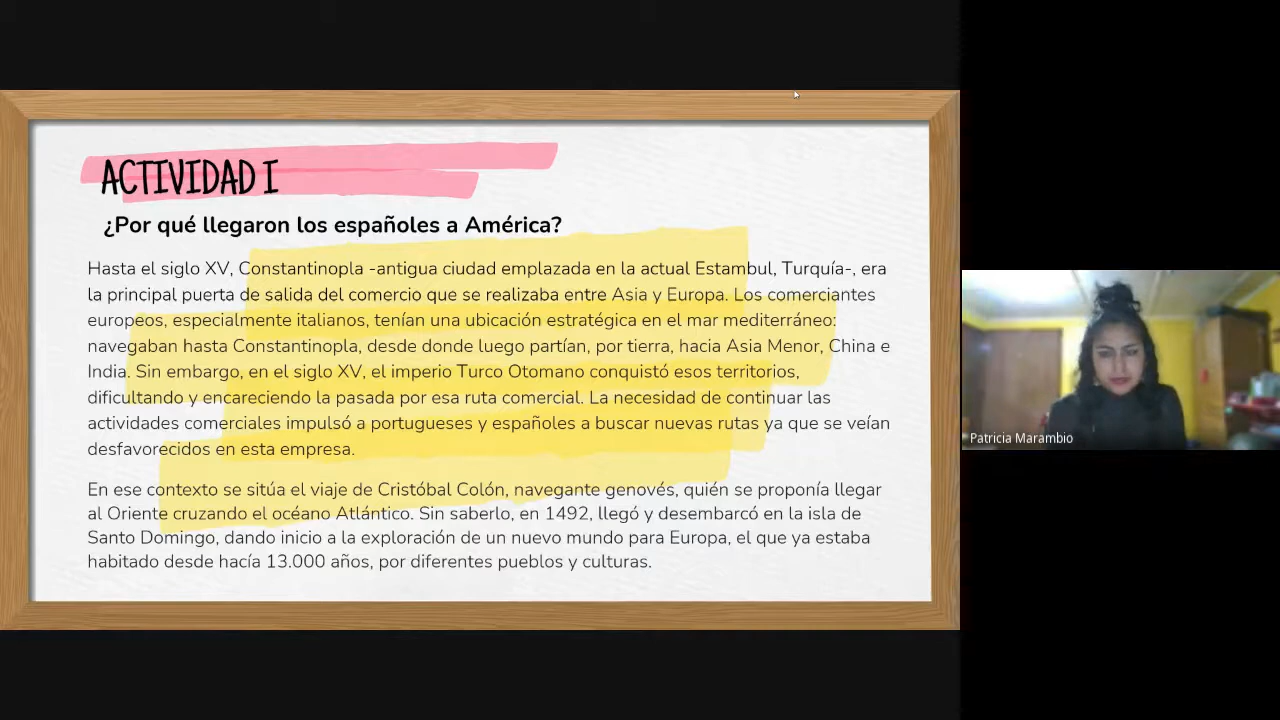 ACTIVIDAD I
¿Por qué llegaron los españoles a América?
Hasta el siglo XV, Constantinopla -antigua ciudad emplazada en la actual Estambul, Turquía-, era
la principal puerta de salida del comercio que se realizaba entre Asia y Europa. Los comerciantes
europeos, especialmente italianos, tenían una ubicación estratégica en el mar mediterráneo:
navegaban hasta Constantinopla, desde donde luego partían, por tierra, hacia Asia Menor, China e
India. Sin embargo, en el siglo XV, el imperio Turco Otomano conquistó esos territorios,
dificultando y encareciendo la pasada por esa ruta comercial. La necesidad de continuar las
actividades comerciales impulsó a portugueses y españoles a buscar nuevas rutas ya que se veían
desfavorecidos en esta empresa.
En ese contexto se sitúa el viaje de Cristóbal Colón, navegante genovés, quién se proponía llegar
al Oriente cruzando el océano Atlántico. Sin saberlo, en 1492, llegó y desembarcó en la isla de
Santo Domingo, dando inicio a la exploración de un nuevo mundo para Europa, el que ya estaba
habitado desde hacía 13.000 años, por diferentes pueblos y culturas.
Patricia Marambio